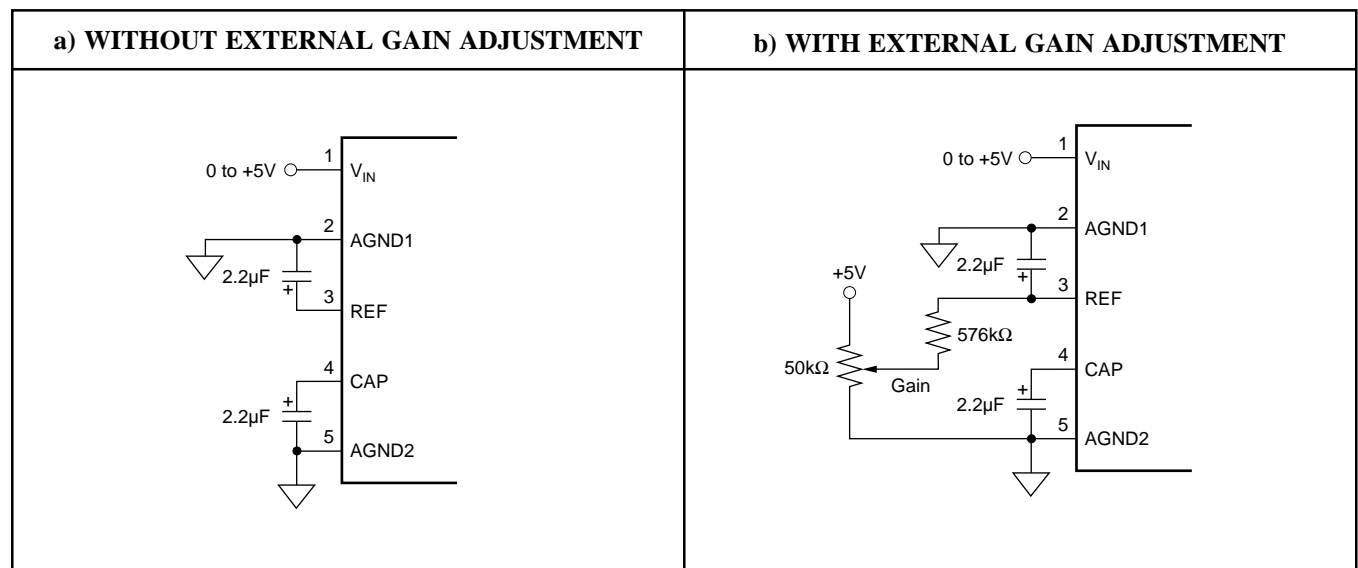 a) WITHOUT EXTERNAL GAIN ADJUSTMENT
1
0 to +5V
VIN
2
AGND1
2.2µF
+
3
REF
4
CAP
+
2.2µF
5
AGND2
b) WITH EXTERNAL GAIN ADJUSTMENT
1
0 to +5V
VIN
2
AGND1
2.2µF
+
+5V
3
REF
576kΩ
50kΩ
Gain
4
CAP
+
2.2µF
5
AGND2